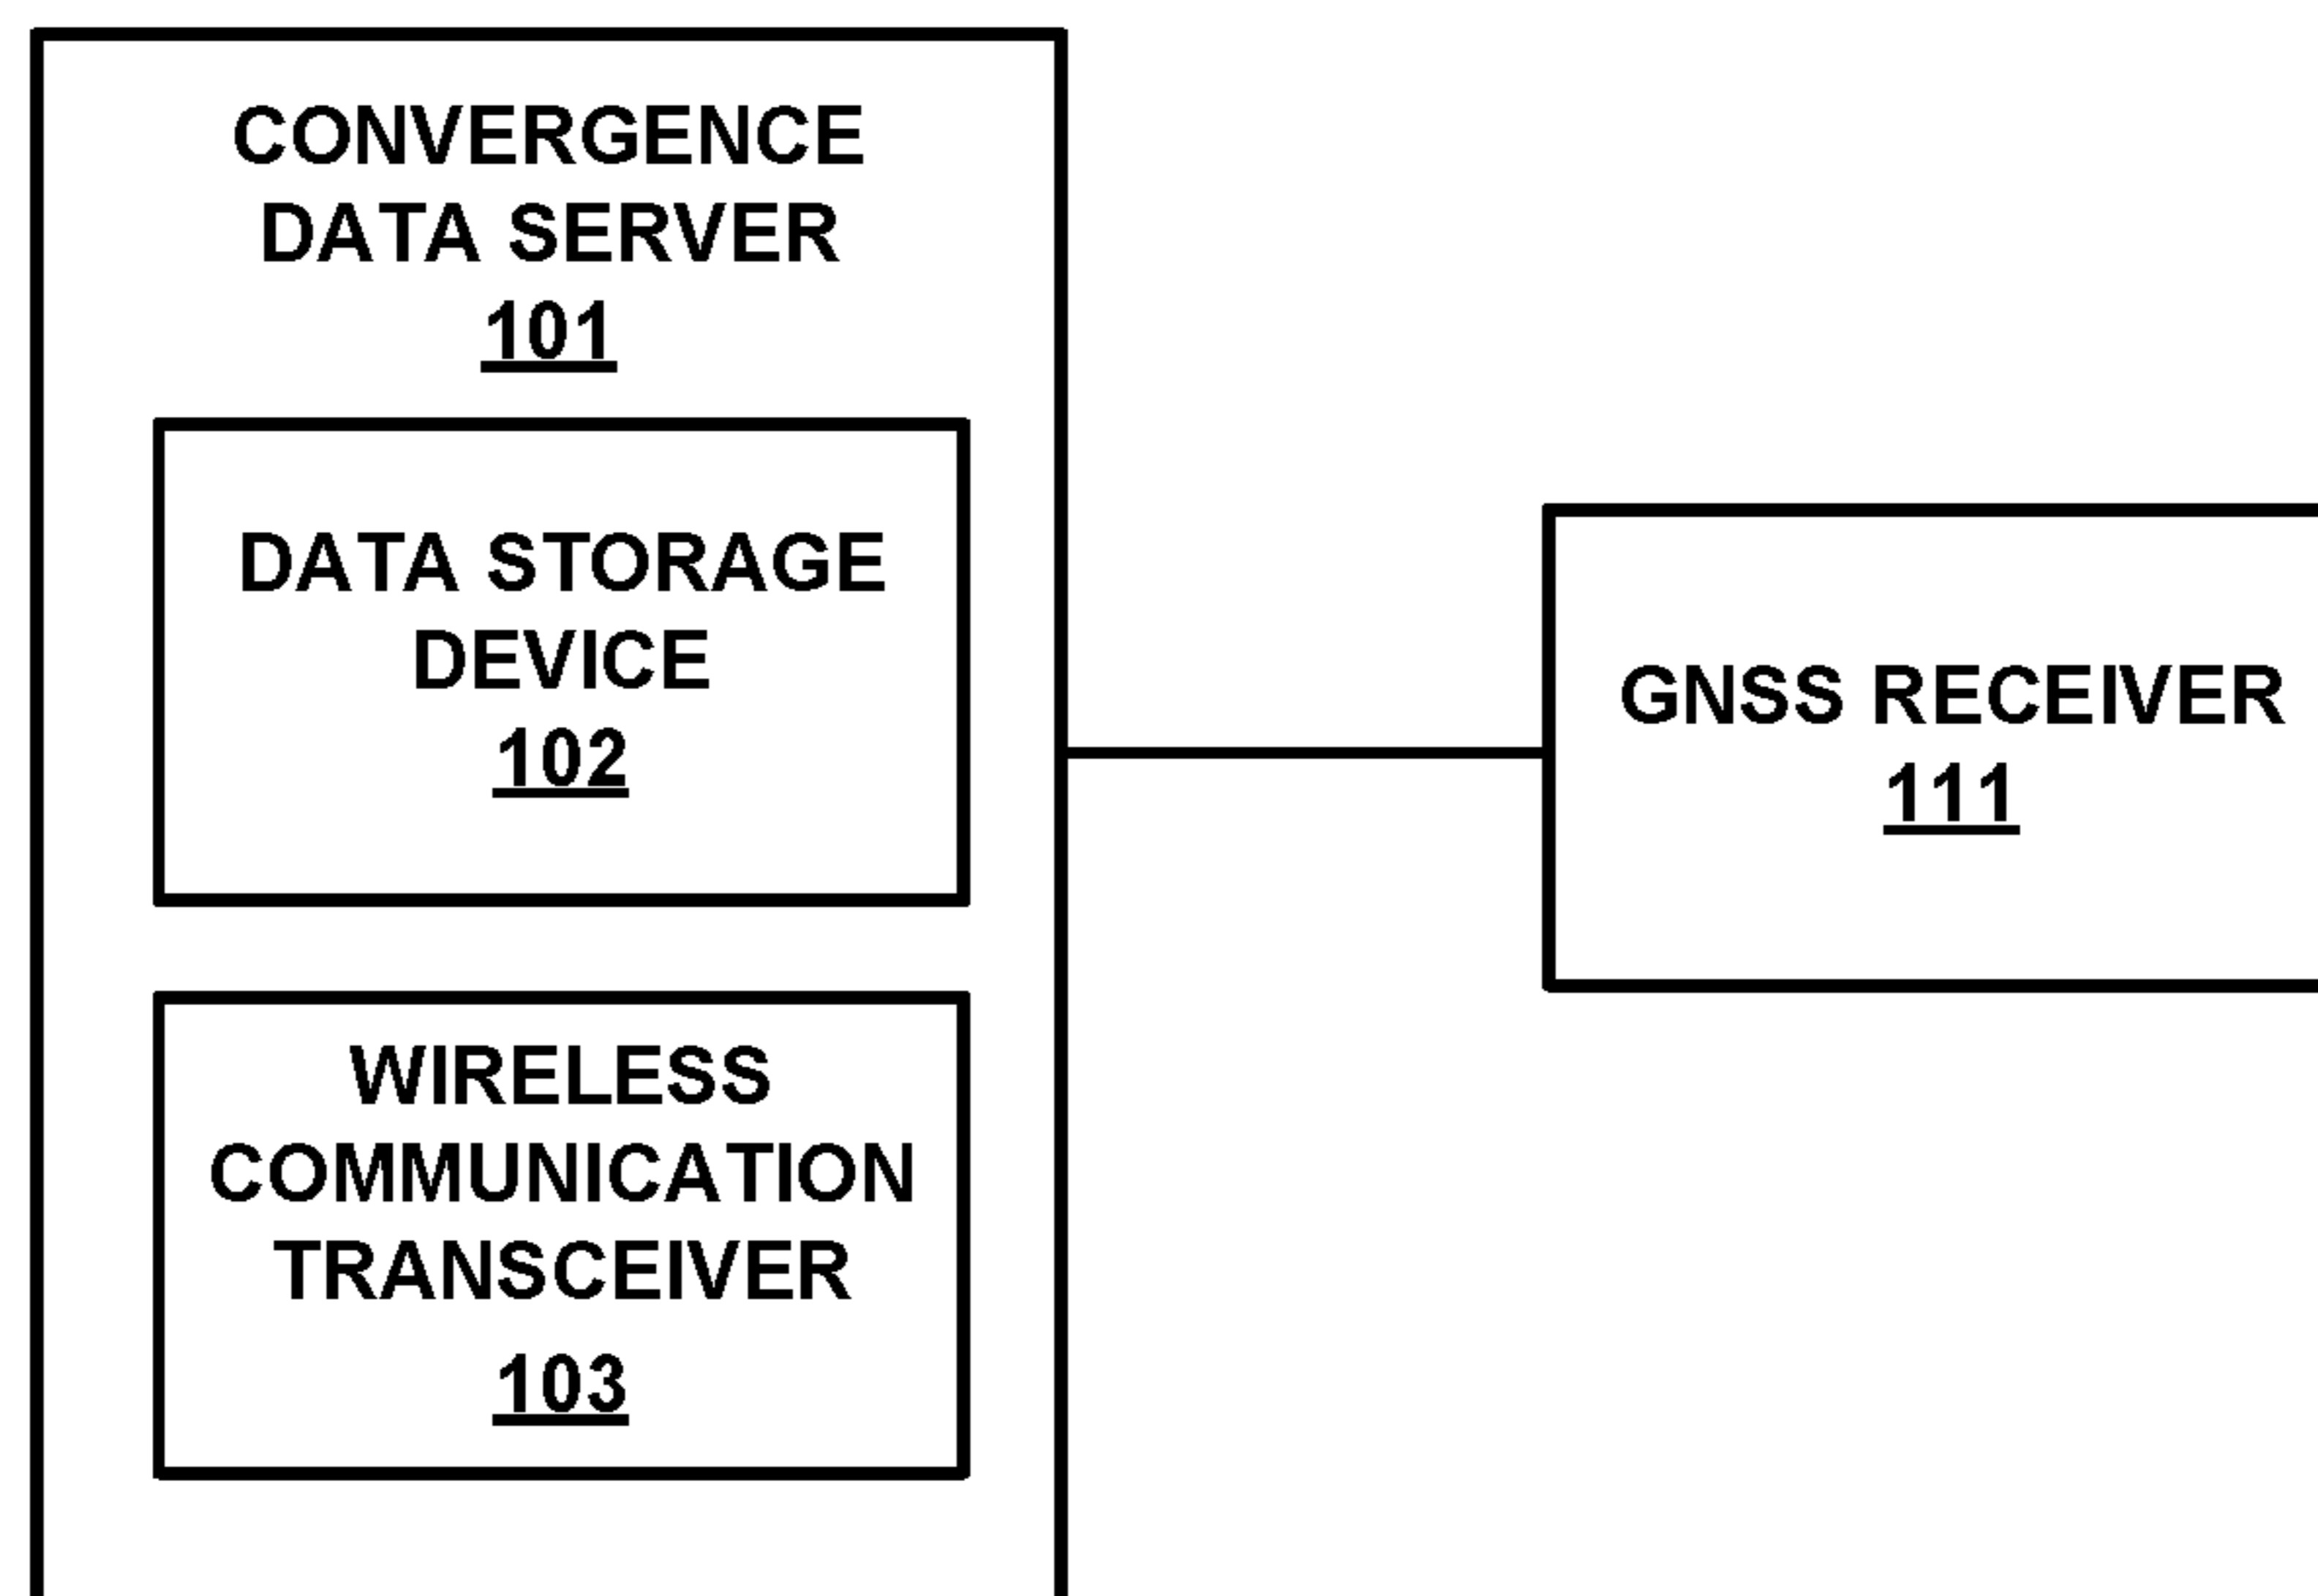 CONVERGENCE
DATA SERVER
101
DATA STORAGE
DEVICE
102
WIRELESS
COMMUNICATION
TRANSCEIVER
103
GNSS RECEIVER
111